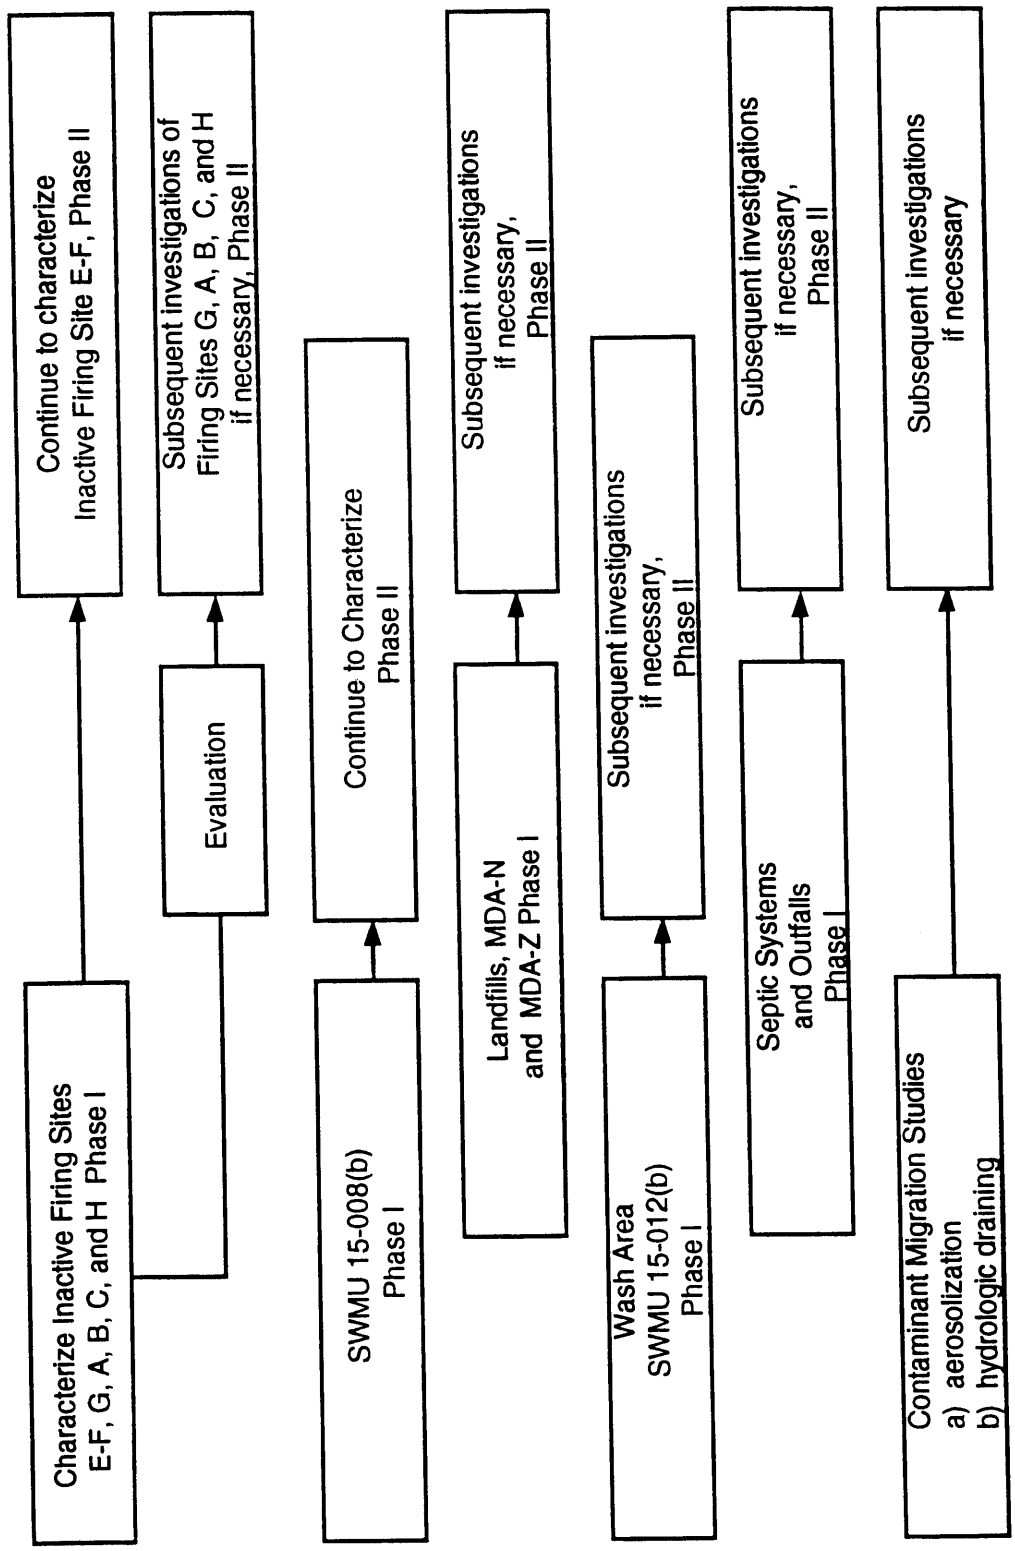 Characterize Inactive Firing Sites
E-F, G, A, B, C, and H Phase I
Continue to characterize
Inactive Firing Site E-F, Phase II
Evaluation
Subsequent investigations of
Firing Sites G, A, B, C, and H
if necessary, Phase II
SWMU 15-008(b)
Phase I
Continue to Characterize
Phase II
Landfills, MDA-N
and MDA-Z Phase I
Subsequent investigations
if necessary,
Phase II
Wash Area
SWMU 15-012(b)
Phase I
Subsequent investigations
if necessary,
Phase II
Septic Systems
and Outfalls
Phase I
Subsequent investigations
if necessary,
Phase II
Contaminant Migration Studies
a) aerosolization
b) hydrologic draining
Subsequent investigations
if necessary